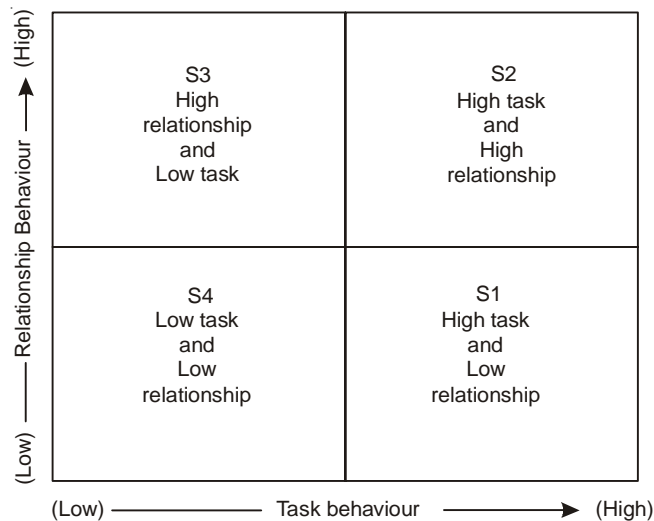 (High)
Relationship Behaviour
(Low)
S3
High
relationship
and
Low task
S2
High task
and
High
relationship
S4
Low task
and
Low
relationship
S1
High task
and
Low
relationship
(Low) Task behaviour (High)